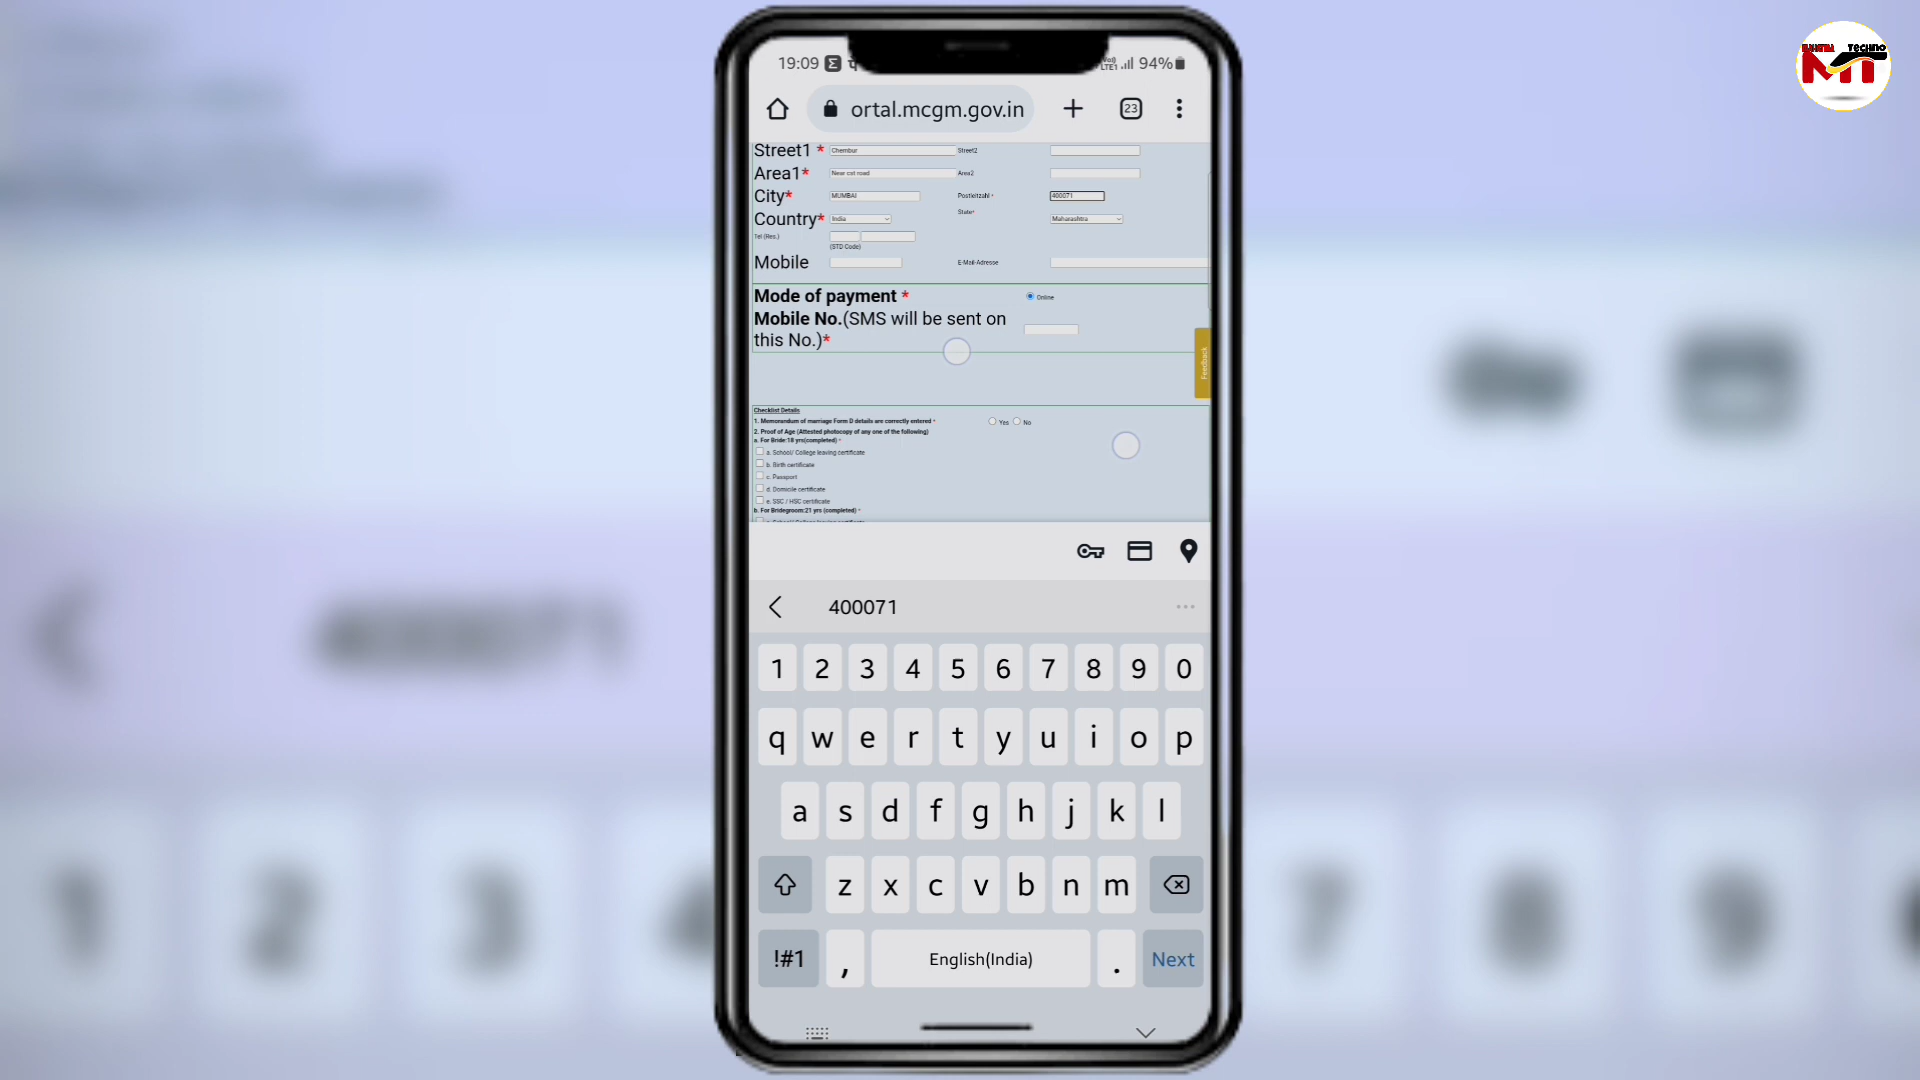 19:09 94%
TECHNO
MT
ortal.mcgm.gov.in 23
Street1 * Chembur Street2
Area1* Near cst road Area2
City* MUMBAI Postleitzahl * 400071
Country* India State* Maharashtra
Tel (Res.)
(STD Code)
Mobile E-Mail-Adresse
Mode of payment * Online
Mobile No.(SMS will be sent on
this No.)*
Feedback
Checklist Details
1. Memorandum of marriage Form D details are correctly entered * Yes No
2. Proof of Age (Attested photocopy of any one of the following)
a. For Bride:18 yrs(completed) *
a. School/ College leaving certificate
b. Birth certificate
c. Passport
d. Domicile certificate
e. SSC / HSC certificate
b. For Bridegroom:21 yrs (completed) *
400071
1 2 3 4 5 6 7 8 9 0
q w e r t y u i o p
a s d f g h j k l
z x c v b n m
!#1 , English(India) . Next